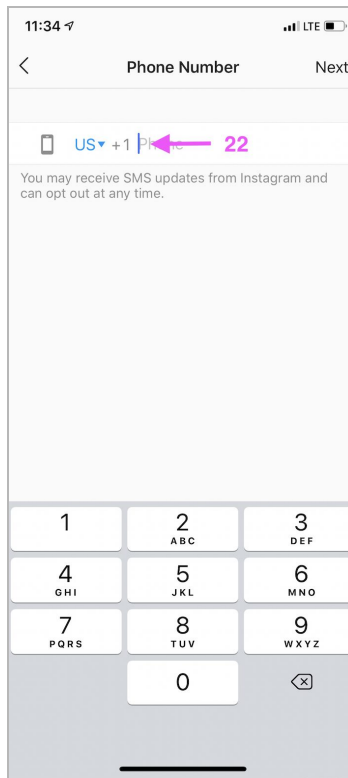 11:34 LTE
Phone Number Next
US +1 Phone 22
You may receive SMS updates from Instagram and
can opt out at any time.
1 2 3
ABC DEF
4 5 6
GHI JKL MNO
7 8 9
PQRS TUV WXYZ
0